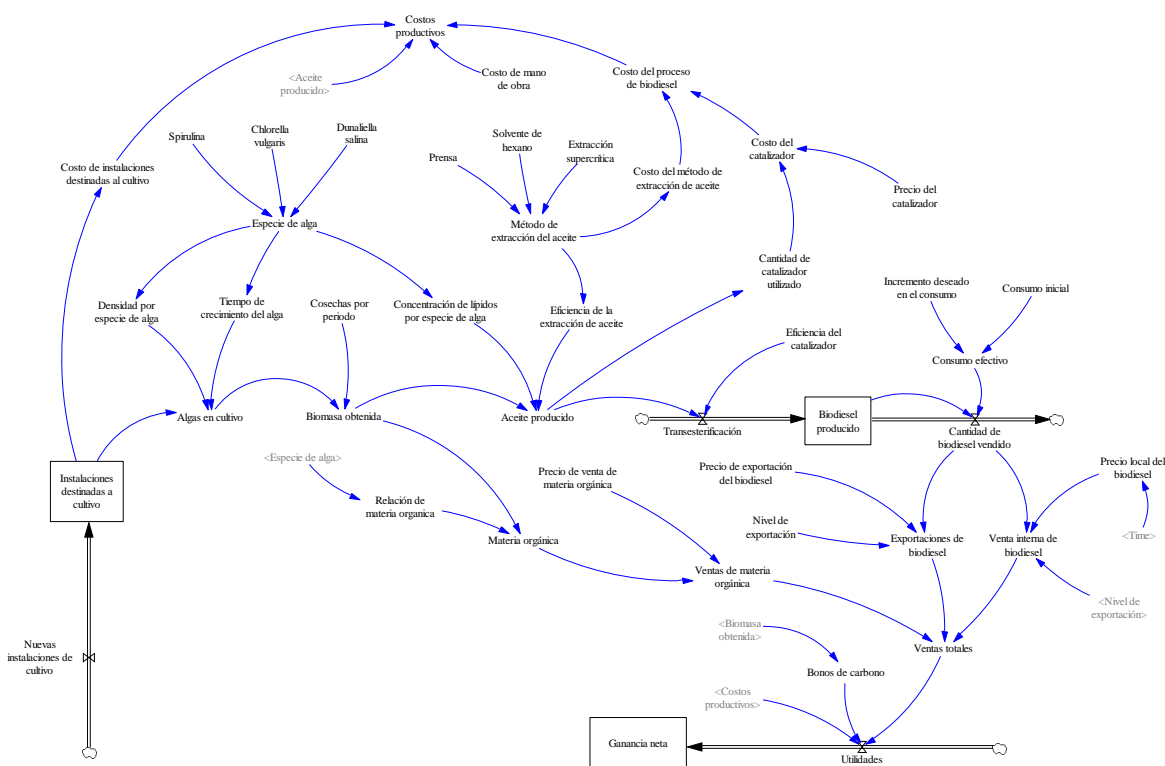 Costos
productivos
<Aceite
producido>
Costo de mano
de obra
Costo del proceso
de biodiesel
Spirulina
Chlorella
vulgaris
Dunaliella
salina
Solvente de
hexano
Extracción
supercrítica
Prensa
Costo del
catalizador
Costo de instalaciones
destinadas al cultivo
Costo del método de
extracción de aceite
Precio del
catalizador
Especie de alga
Método de
extracción del aceite
Cantidad de
catalizador
utilizado
Incremento deseado
en el consumo
Consumo inicial
Densidad por
especie de alga
Tiempo de
crecimiento del alga
Cosechas por
periodo
Concentración de lípidos
por especie de alga
Eficiencia de la
extracción de aceite
Eficiencia del
catalizador
Consumo efectivo
Algas en cultivo
Biomasa obtenida
Aceite producido
Transesterificación
Biodiesel
producido
Cantidad de
biodiesel vendido
<Especie de alga>
Instalaciones
destinadas a
cultivo
Relación de
materia organica
Precio de venta de
materia orgánica
Precio de exportación
del biodiesel
Precio local del
biodiesel
Nivel de
exportación
Materia orgánica
Exportaciones de
biodiesel
Venta interna de
biodiesel
<Time>
Ventas de materia
orgánica
<Nivel de
exportación>
<Biomasa
obtenida>
Ventas totales
Nuevas
instalaciones de
cultivo
Bonos de carbono
<Costos
productivos>
Ganancia neta
Utilidades